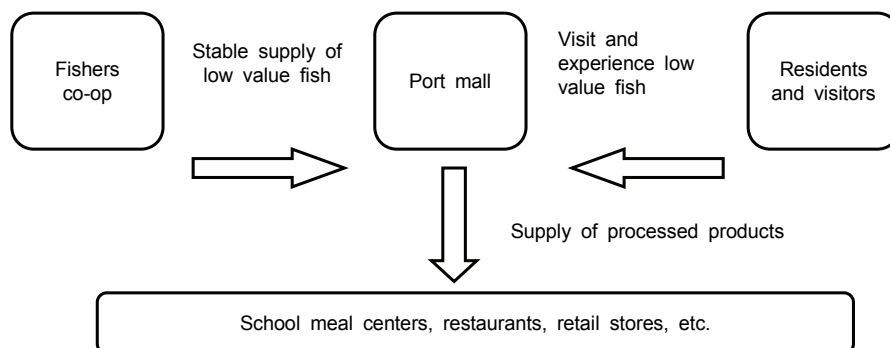 Fishers
co-op
Stable supply of
low value fish
Port mall
Visit and
experience low
value fish
Residents
and visitors
Supply of processed products
School meal centers, restaurants, retail stores, etc.